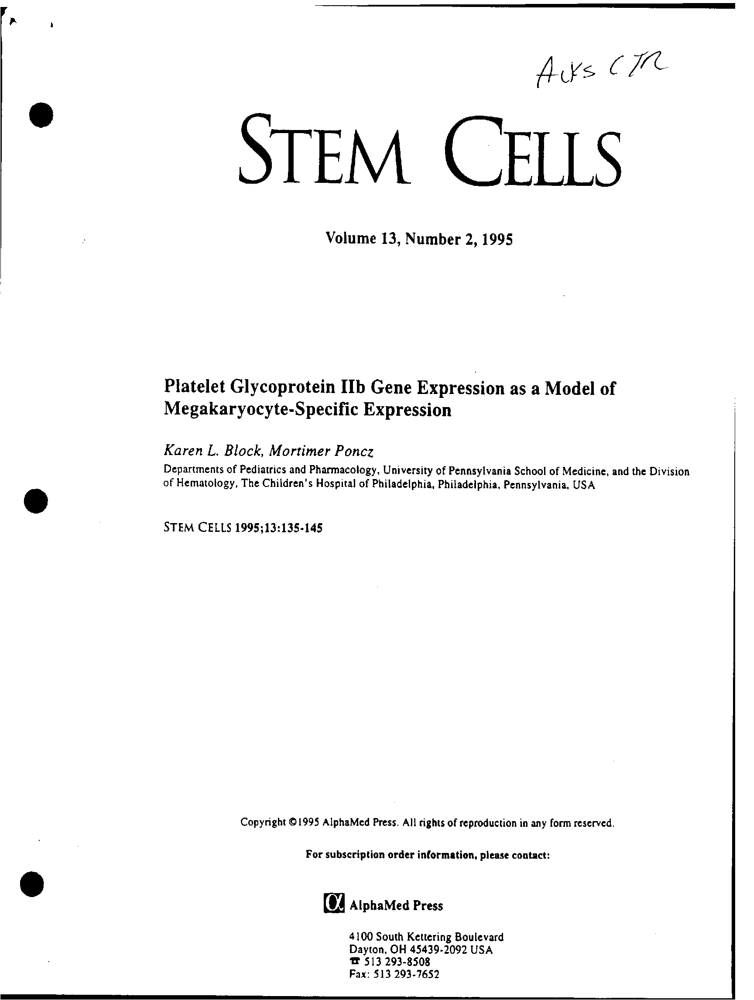 Acks CTR
STEM CELLS
Volume 13, Number 2, 1995
Platelet Glycoprotein IIb Gene Expression as a Model of
Megakaryocyte-Specific Expression
Karen L. Block, Mortimer Poncz
Departments of Pediatrics and Pharmacology, University of Pennsylvania School of Medicine, and the Division
of Hematology, The Children's Hospital of Philadelphia, Philadelphia, Pennsylvania, USA
STEM CELLS 1995;13:135-145
Copyright ©1995 AlphaMed Press. All rights of reproduction in any form reserved.
For subscription order information, please contact:
α AlphaMed Press
4100 South Kettering Boulevard
Dayton, OH 45439-2092 USA
☎ 513 293-8508
Fax: 513 293-7652